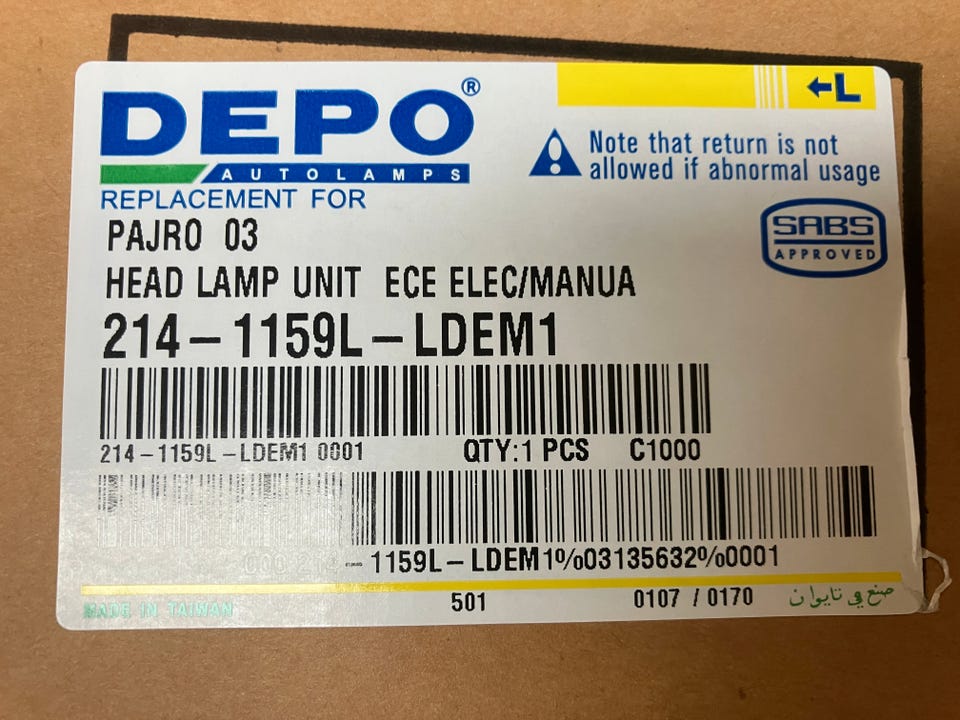 DEPO®
AUTOLAMPS
←L
Note that return is not
allowed if abnormal usage
REPLACEMENT FOR
PAJRO 03
SABS
APPROVED
HEAD LAMP UNIT ECE ELEC/MANUA
214-1159L-LDEM1
214-1159L-LDEM1 0001 QTY:1 PCS C1000
000 214 1159L-LDEM1%03135632%0001
MADE IN TAIWAN 501 0107 / 0170 صنع في تايوان